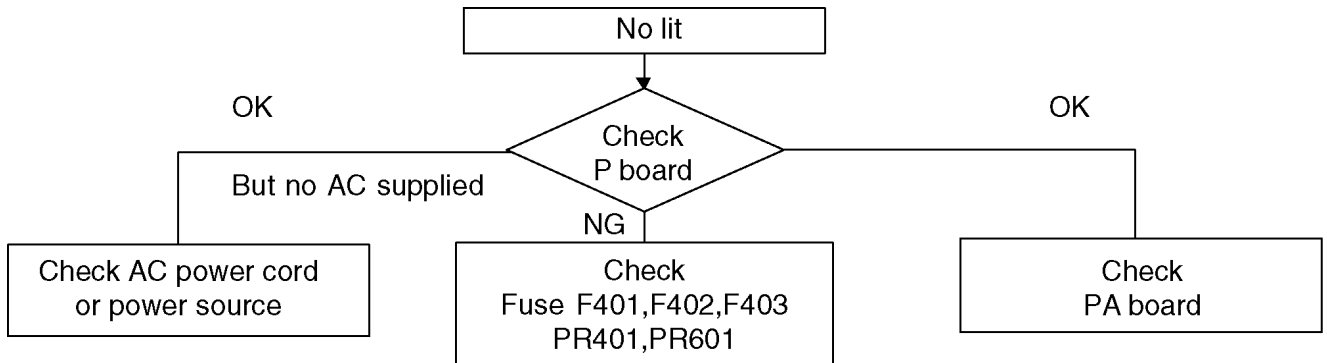 No lit
OK
OK
Check
P board
But no AC supplied
NG
Check AC power cord
or power source
Check
Fuse F401,F402,F403
PR401,PR601
Check
PA board